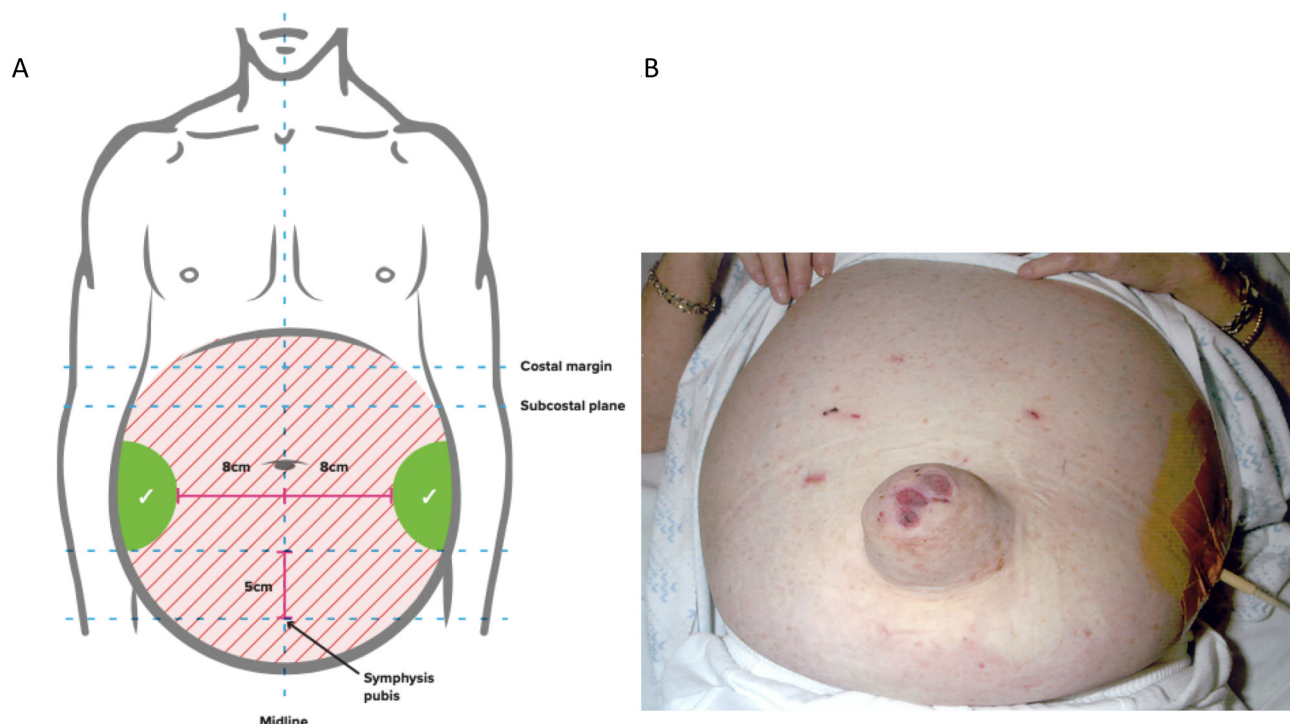 A
.B
Costal margin
Subcostal plane
8cm
8cm
5cm
Symphysis
pubis
Midline